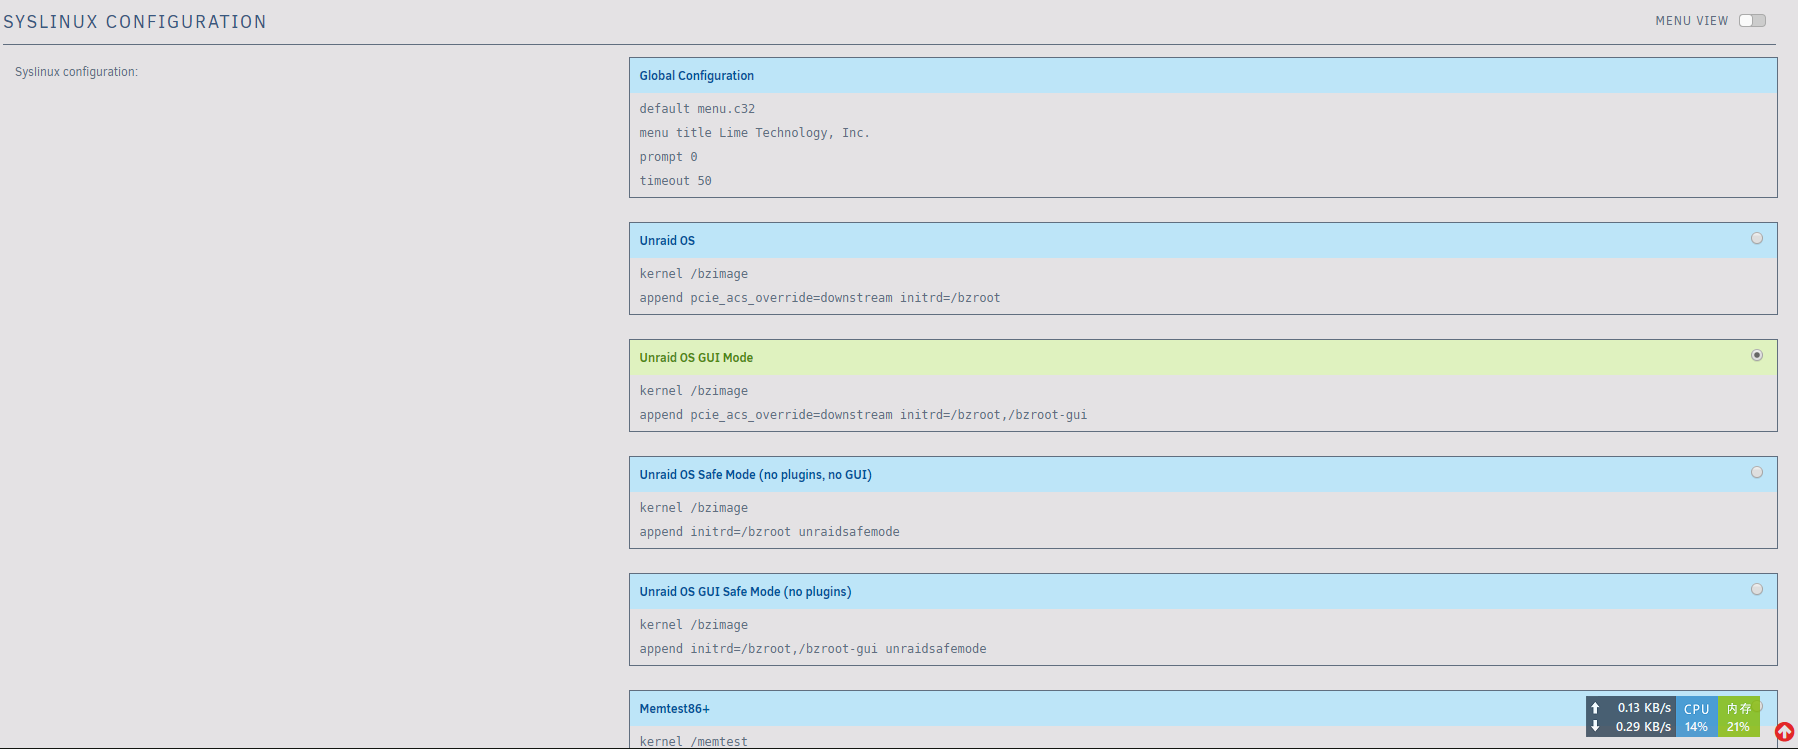 SYSLINUX CONFIGURATION
MENU VIEW
Syslinux configuration:
Global Configuration
default menu.c32
menu title Lime Technology, Inc.
prompt 0
timeout 50
Unraid OS
kernel /bzimage
append pcie_acs_override=downstream initrd=/bzroot
Unraid OS GUI Mode
kernel /bzimage
append pcie_acs_override=downstream initrd=/bzroot,/bzroot-gui
Unraid OS Safe Mode (no plugins, no GUI)
kernel /bzimage
append initrd=/bzroot unraidsafemode
Unraid OS GUI Safe Mode (no plugins)
kernel /bzimage
append initrd=/bzroot,/bzroot-gui unraidsafemode
Memtest86+
kernel /memtest
0.13 KB/s CPU 内存
0.29 KB/s 14% 21%